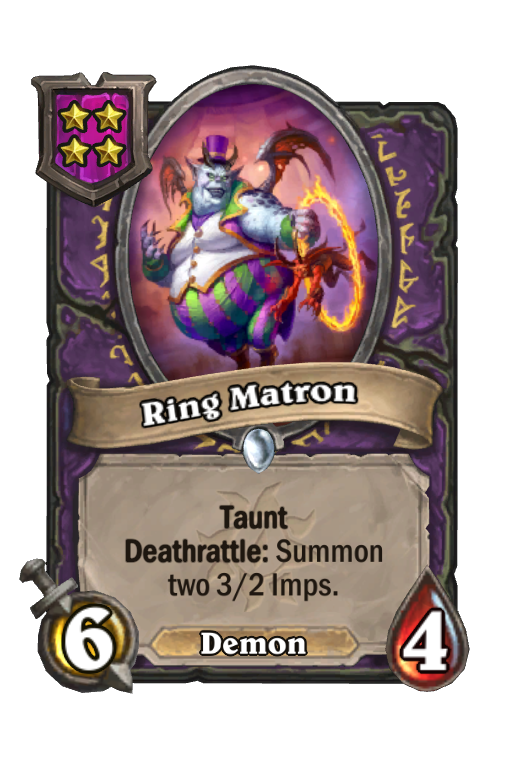 Ring Matron
Taunt
Deathrattle: Summon
two 3/2 Imps.
6
Demon
4